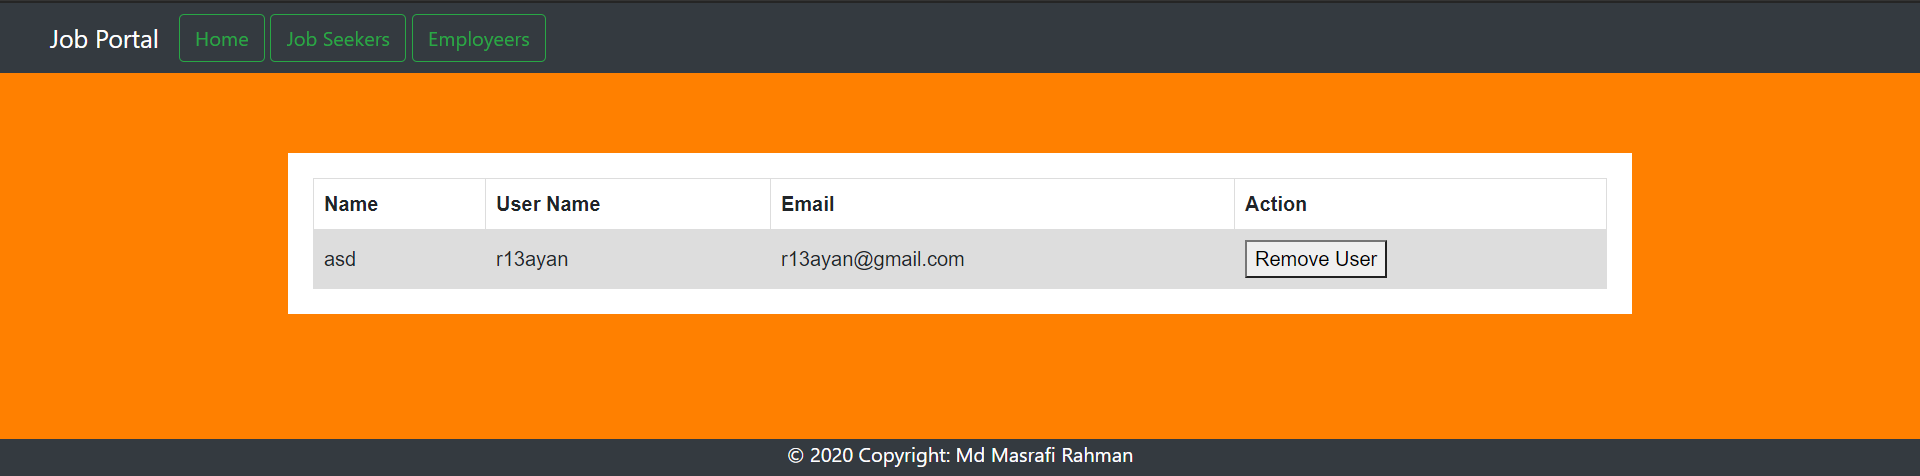 Job Portal Home Job Seekers Employeers
Name User Name Email Action
asd r13ayan r13ayan@gmail.com Remove User
© 2020 Copyright: Md Masrafi Rahman